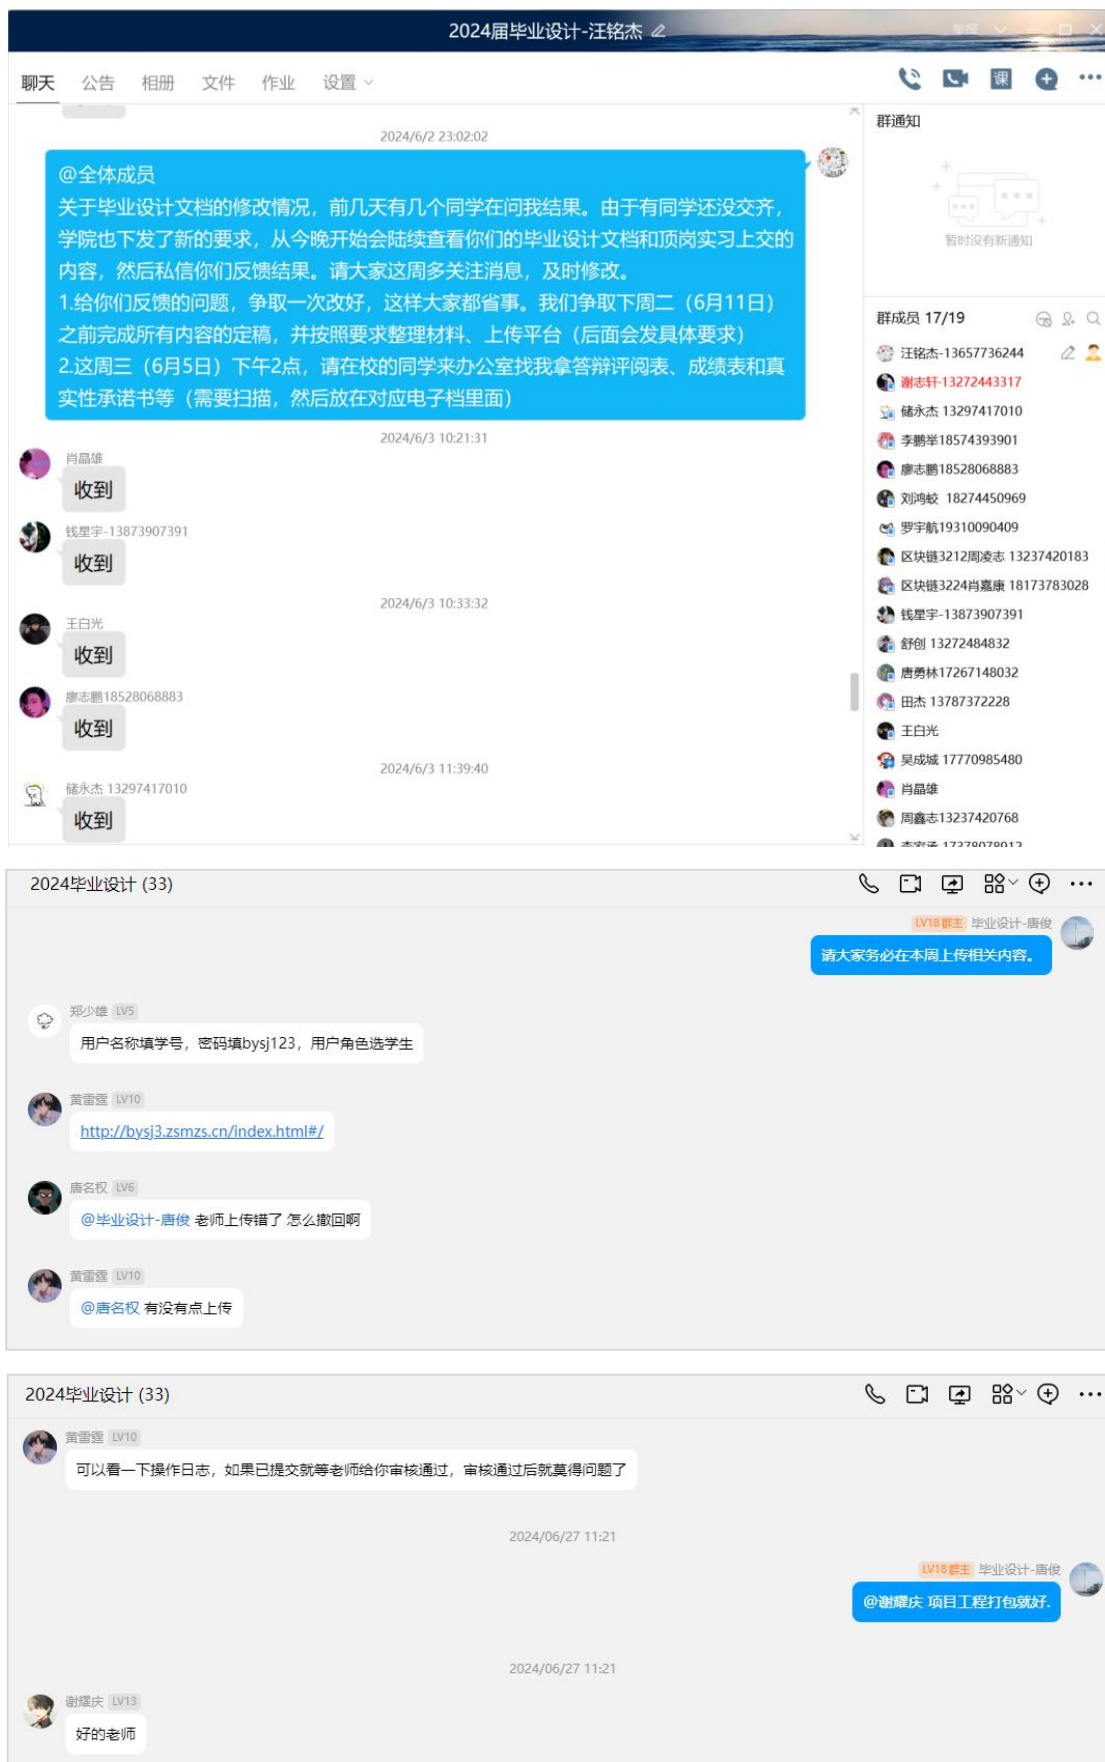 2024届毕业设计-汪铭杰
聊天 公告 相册 文件 作业 设置
课
2024/6/2 23:02:02
@全体成员
关于毕业设计文档的修改情况，前几天有几个同学在问我结果。由于有同学还没交齐，
学院也下发了新的要求，从今晚开始会陆续查看你们的毕业设计文档和顶岗实习上交的
内容，然后私信你们反馈结果。请大家这周多关注消息，及时修改。
1.给你们反馈的问题，争取一次改好，这样大家都省事。我们争取下周二（6月11日）
之前完成所有内容的定稿，并按照要求整理材料、上传平台（后面会发具体要求）
2.这周三（6月5日）下午2点，请在校的同学来办公室找我拿答辩评阅表、成绩表和真
实性承诺书等（需要扫描，然后放在对应电子档里面）
2024/6/3 10:21:31
肖晶雄
收到
钱星宇-13873907391
收到
2024/6/3 10:33:32
王白光
收到
廖志鹏18528068883
收到
2024/6/3 11:39:40
储永杰 13297417010
收到
群通知
暂时没有新通知
群成员 17/19
汪铭杰-13657736244
谢志轩-13272443317
储永杰 13297417010
李鹏举18574393901
廖志鹏18528068883
刘鸿蛟 18274450969
罗宇航19310090409
区块链3212周凌志 13237420183
区块链3224肖嘉康 18173783028
钱星宇-13873907391
舒创 13272484832
唐勇林17267148032
田杰 13787372228
王白光
吴成城 17770985480
肖晶雄
周鑫志13237420768
2024毕业设计 (33)
LV18群主 毕业设计-唐俊
请大家务必在本周上传相关内容。
郑少雄 LV5
用户名称填学号，密码填bysj123，用户角色选学生
黄雷霆 LV10
http://bysj3.zsmzs.cn/index.html#/
唐名权 LV6
@毕业设计-唐俊 老师上传错了 怎么撤回啊
黄雷霆 LV10
@唐名权 有没有点上传
2024毕业设计 (33)
黄雷霆 LV10
可以看一下操作日志，如果已提交就等老师给你审核通过，审核通过后就莫得问题了
2024/06/27 11:21
LV18群主 毕业设计-唐俊
@谢耀庆 项目工程打包就好.
2024/06/27 11:21
谢耀庆 LV13
好的老师